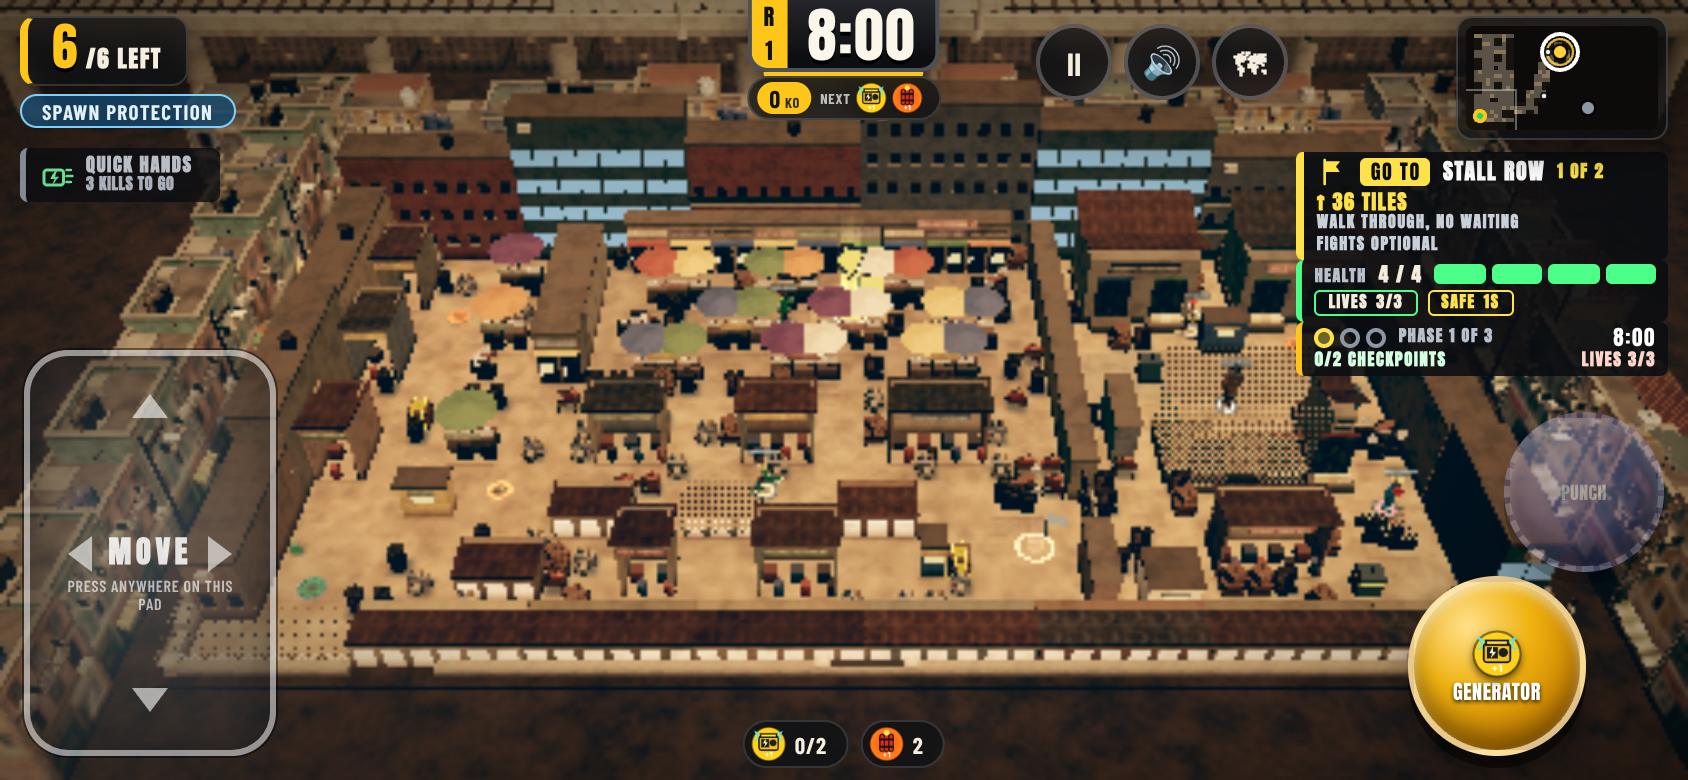 6 /6 LEFT
SPAWN PROTECTION
QUICK HANDS
3 KILLS TO GO
R 1
8:00
0 KO NEXT
GO TO STALL ROW 1 OF 2
↑ 36 TILES
WALK THROUGH, NO WAITING
FIGHTS OPTIONAL
HEALTH 4 / 4
LIVES 3/3 SAFE 1S
PHASE 1 OF 3 8:00
0/2 CHECKPOINTS LIVES 3/3
MOVE
PRESS ANYWHERE ON THIS
PAD
PUNCH
+1
GENERATOR
0/2 2